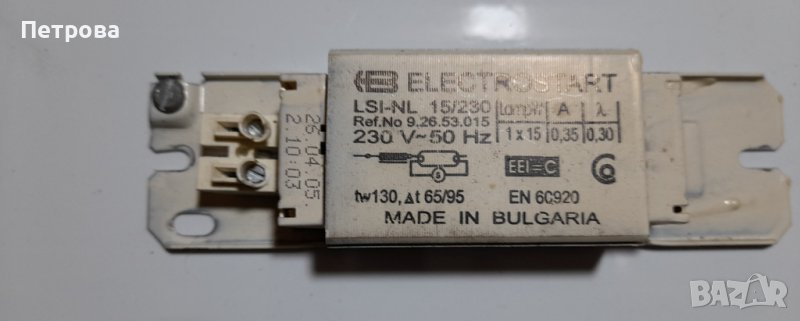 Петрова
ELECTROSTART
LSI-NL 15/230
Ref.No 9.26.53.015
230 V~50 Hz
Lamp W A λ
1 x 15 0,35 0,30
S
EEI=C
tw130, Δt 65/95 EN 60920
MADE IN BULGARIA
26.04.05.
2.10:03
BAZAR